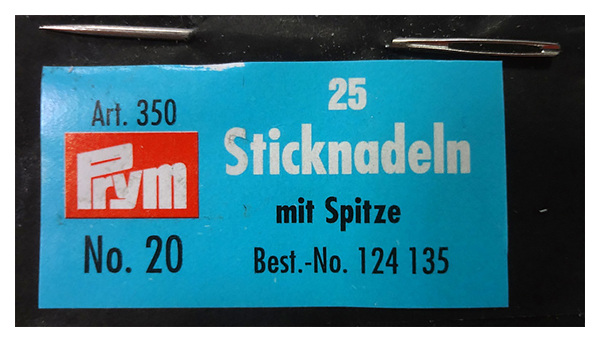 Art. 350
Prym
No. 20
25
Sticknadeln
mit Spitze
Best.-No. 124 135